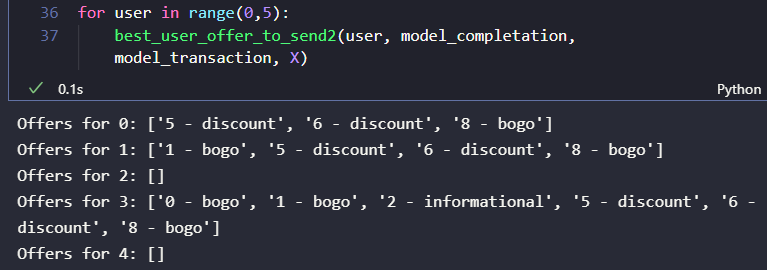 36 for user in range(0,5):
37 best_user_offer_to_send2(user, model_completation,
model_transaction, X)
✓ 0.1s Python
Offers for 0: ['5 - discount', '6 - discount', '8 - bogo']
Offers for 1: ['1 - bogo', '5 - discount', '6 - discount', '8 - bogo']
Offers for 2: []
Offers for 3: ['0 - bogo', '1 - bogo', '2 - informational', '5 - discount', '6 -
discount', '8 - bogo']
Offers for 4: []